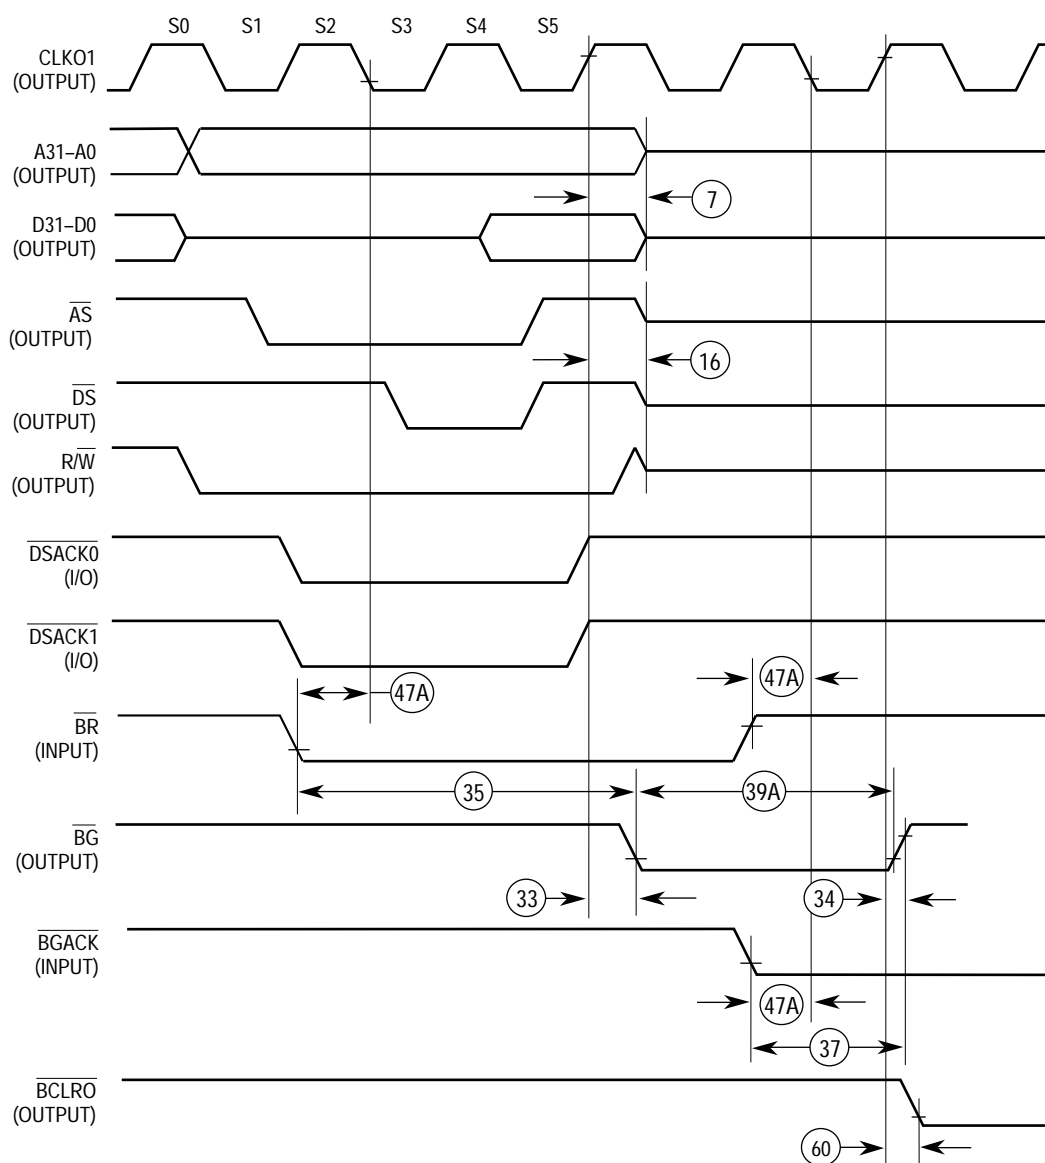 S0 S1 S2 S3 S4 S5
CLKO1
(OUTPUT)
A31–A0
(OUTPUT)
7
D31–D0
(OUTPUT)
AS
(OUTPUT)
16
DS
(OUTPUT)
R/W
(OUTPUT)
DSACK0
(I/O)
DSACK1
(I/O)
47A 47A
BR
(INPUT)
35 39A
BG
(OUTPUT)
33 34
BGACK
(INPUT)
47A
37
BCLRO
(OUTPUT)
60